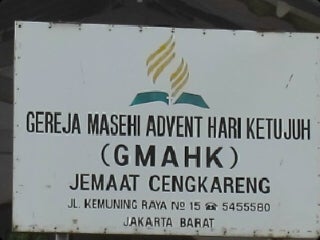 GEREJA MASEHI ADVENT HARI KETUJUH
(GMAHK)
JEMAAT CENGKARENG
JL. KEMUNING RAYA Nº 15 ☎ 5455580
JAKARTA BARAT